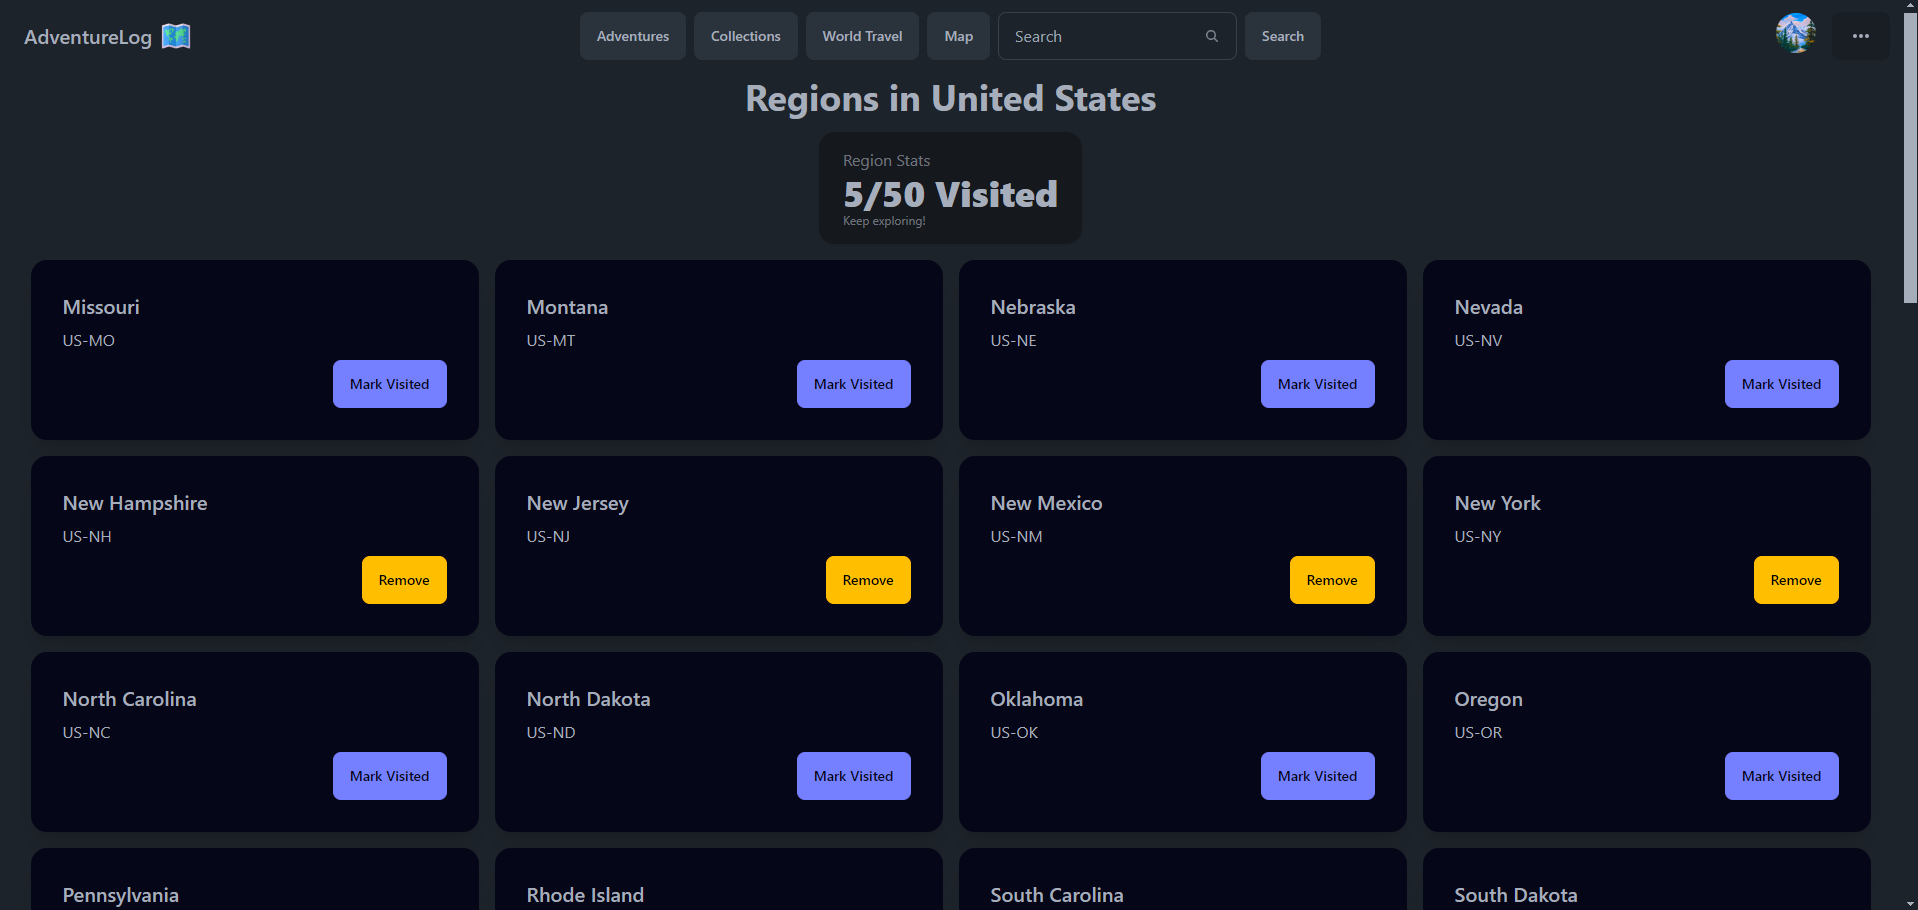 AdventureLog
Adventures Collections World Travel Map Search Search
Regions in United States
Region Stats
5/50 Visited
Keep exploring!
Missouri
US-MO
Mark Visited
Montana
US-MT
Mark Visited
Nebraska
US-NE
Mark Visited
Nevada
US-NV
Mark Visited
New Hampshire
US-NH
Remove
New Jersey
US-NJ
Remove
New Mexico
US-NM
Remove
New York
US-NY
Remove
North Carolina
US-NC
Mark Visited
North Dakota
US-ND
Mark Visited
Oklahoma
US-OK
Mark Visited
Oregon
US-OR
Mark Visited
Pennsylvania
Rhode Island
South Carolina
South Dakota